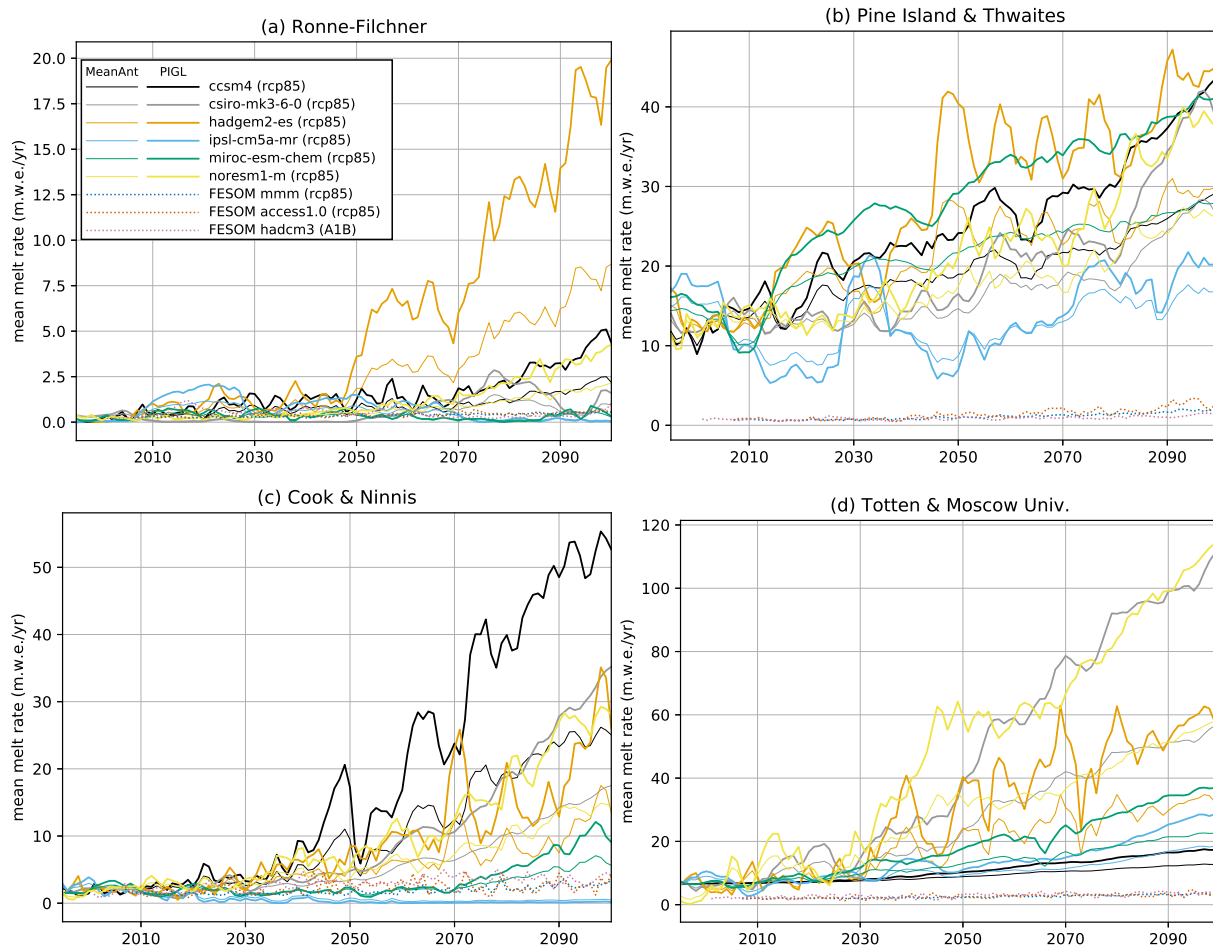 (a) Ronne-Filchner
mean melt rate (m.w.e./yr)
20.0
17.5
15.0
12.5
10.0
7.5
5.0
2.5
0.0
2010 2030 2050 2070 2090
MeanAnt PIGL
ccsm4 (rcp85)
csiro-mk3-6-0 (rcp85)
hadgem2-es (rcp85)
ipsl-cm5a-mr (rcp85)
miroc-esm-chem (rcp85)
noresm1-m (rcp85)
FESOM mmm (rcp85)
FESOM access1.0 (rcp85)
FESOM hadcm3 (A1B)
(b) Pine Island & Thwaites
mean melt rate (m.w.e./yr)
40
30
20
10
0
2010 2030 2050 2070 2090
(c) Cook & Ninnis
mean melt rate (m.w.e./yr)
50
40
30
20
10
0
2010 2030 2050 2070 2090
(d) Totten & Moscow Univ.
mean melt rate (m.w.e./yr)
120
100
80
60
40
20
0
2010 2030 2050 2070 2090